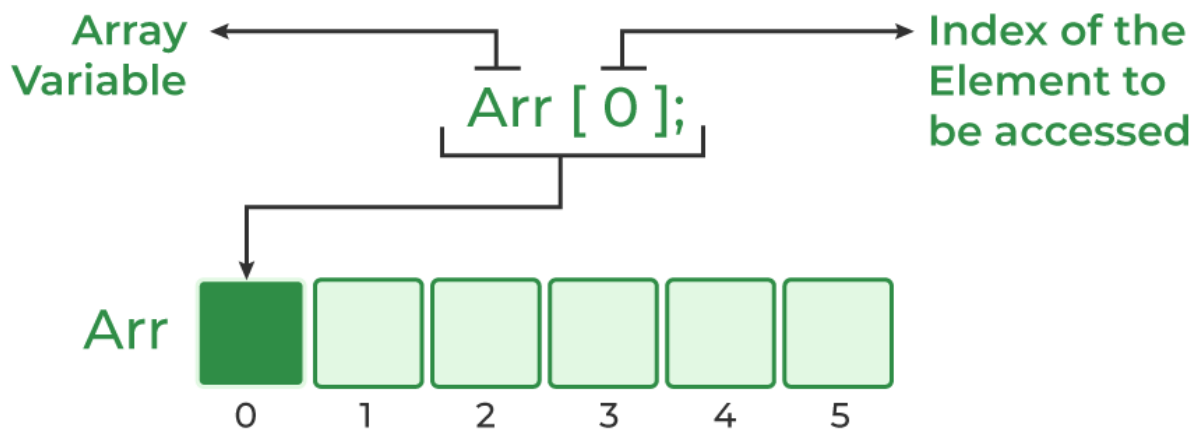 Array
Variable
Index of the
Element to
be accessed
Arr [ 0 ];
Arr
0 1 2 3 4 5